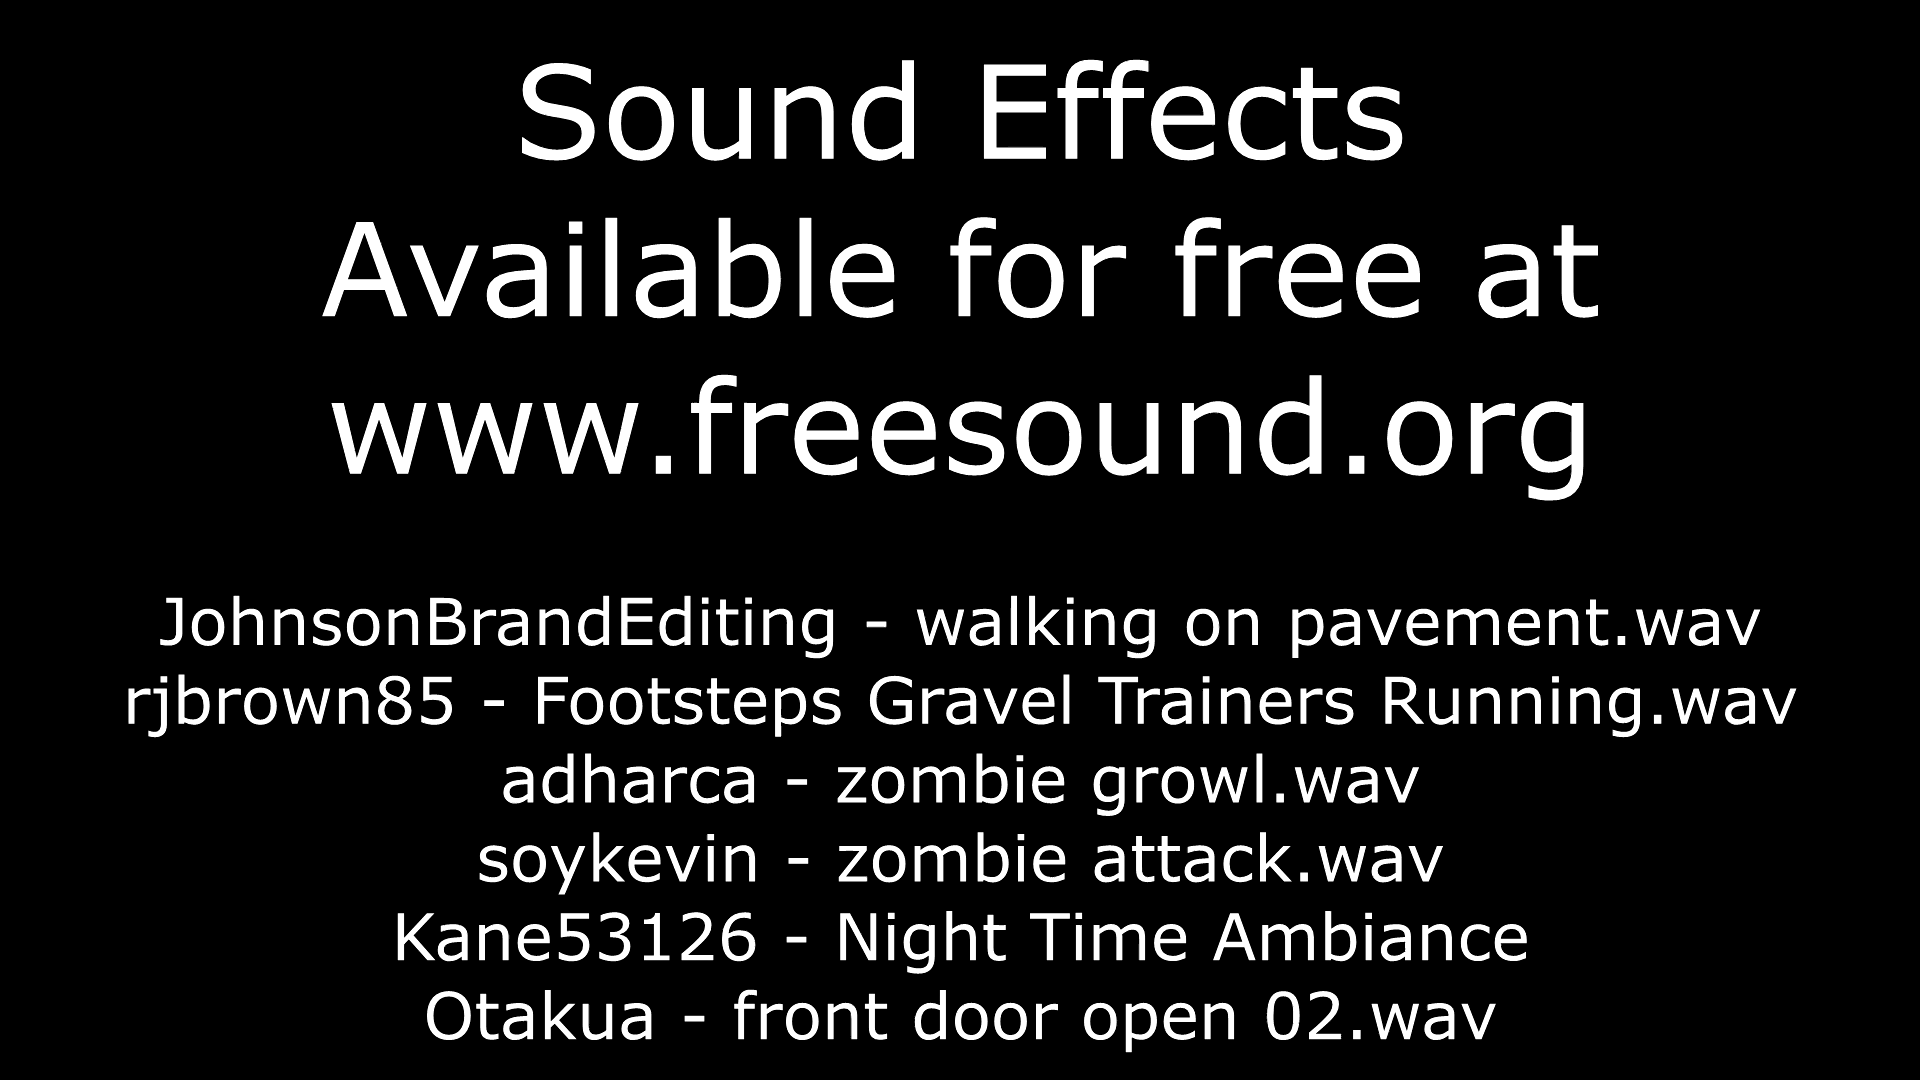 Sound Effects
Available for free at
www.freesound.org
JohnsonBrandEditing - walking on pavement.wav
rjbrown85 - Footsteps Gravel Trainers Running.wav
adharca - zombie growl.wav
soykevin - zombie attack.wav
Kane53126 - Night Time Ambiance
Otakua - front door open 02.wav